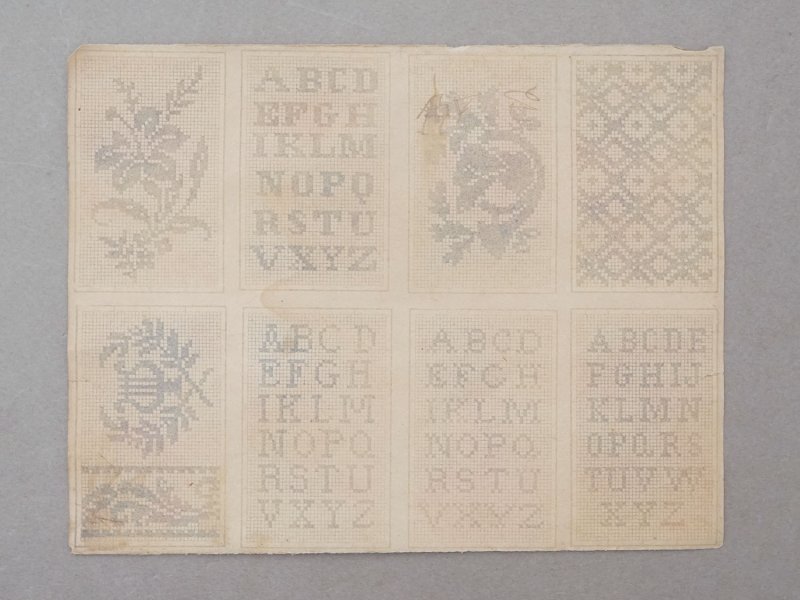 ABCD
EFGH
IKLM
NOPQ
RSTU
VXYZ
ABCD
EFGH
IKLM
NOPQ
RSTU
VXYZ
ABCD
EFGH
IKLM
NOPQ
RSTU
VXYZ
ABCDE
FGHIJ
KLMN
OPQRS
TUVW
XYZ